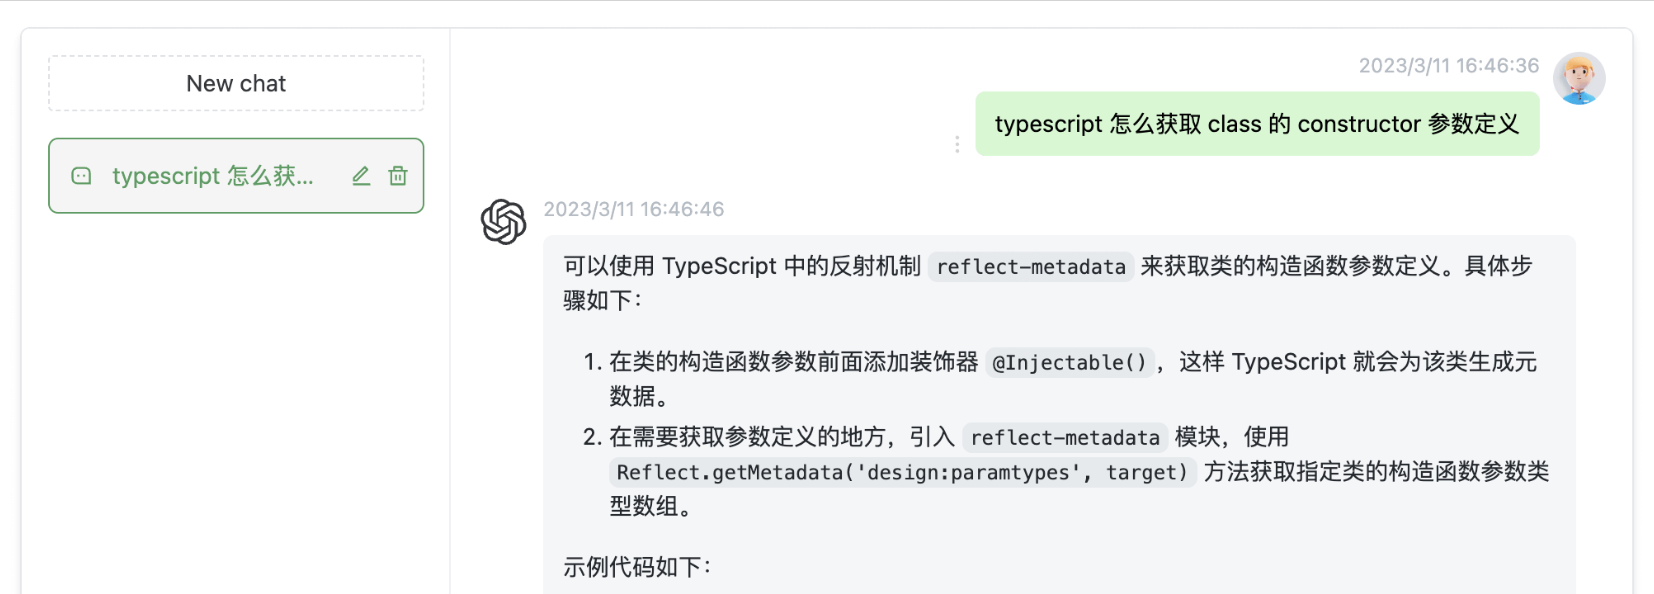 New chat
typescript 怎么获...
2023/3/11 16:46:36
typescript 怎么获取 class 的 constructor 参数定义
2023/3/11 16:46:46
可以使用 TypeScript 中的反射机制 reflect-metadata 来获取类的构造函数参数定义。具体步
骤如下：
1. 在类的构造函数参数前面添加装饰器 @Injectable()，这样 TypeScript 就会为该类生成元
数据。
2. 在需要获取参数定义的地方，引入 reflect-metadata 模块，使用
Reflect.getMetadata('design:paramtypes', target) 方法获取指定类的构造函数参数类
型数组。
示例代码如下：